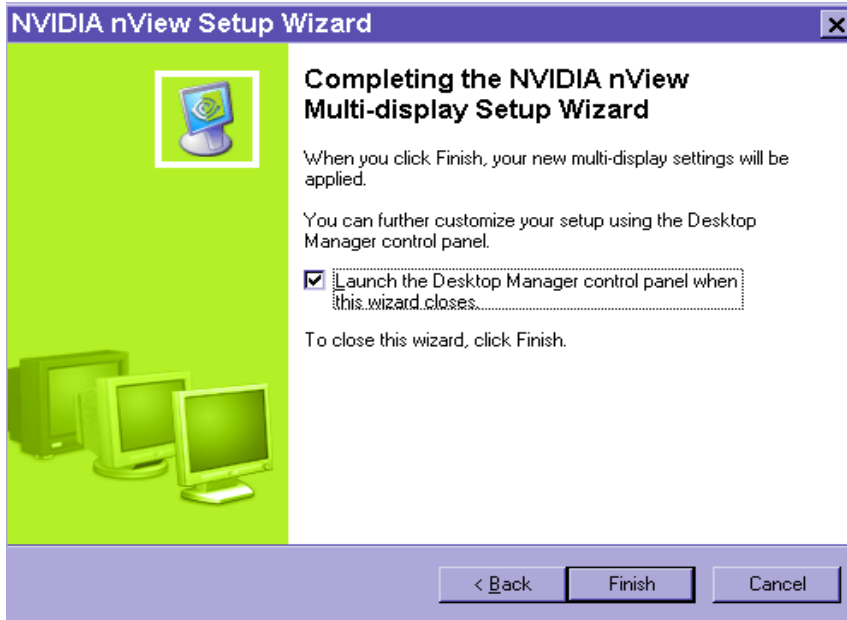 NVIDIA nView Setup Wizard
Completing the NVIDIA nView
Multi-display Setup Wizard
When you click Finish, your new multi-display settings will be
applied.
You can further customize your setup using the Desktop
Manager control panel.
Launch the Desktop Manager control panel when
this wizard closes.
To close this wizard, click Finish.
< Back
Finish
Cancel